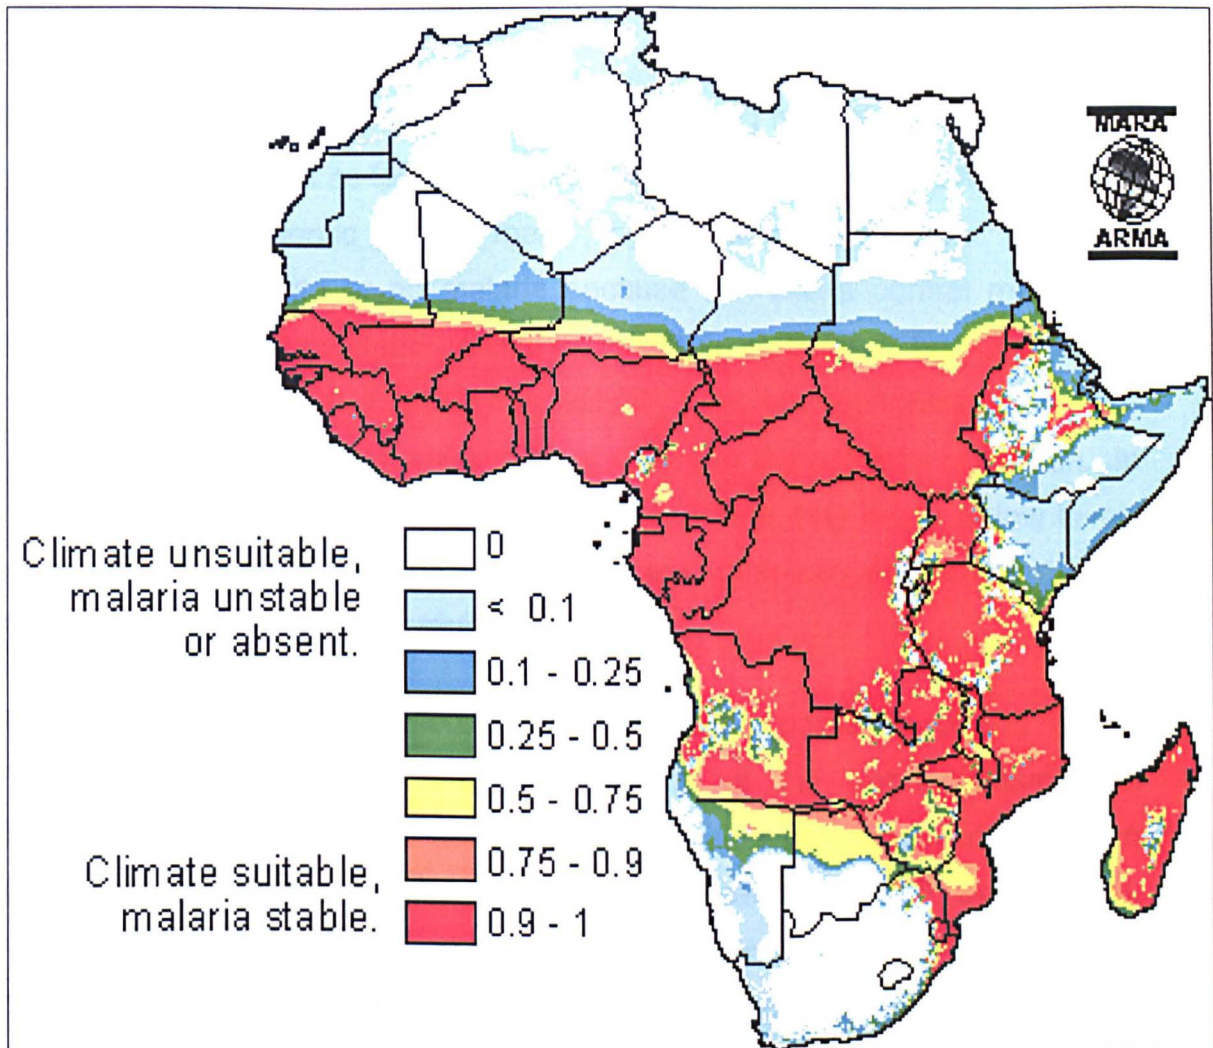 MARA
ARMA
Climate unsuitable,
malaria unstable
or absent.
Climate suitable,
malaria stable.
0
< 0.1
0.1 - 0.25
0.25 - 0.5
0.5 - 0.75
0.75 - 0.9
0.9 - 1